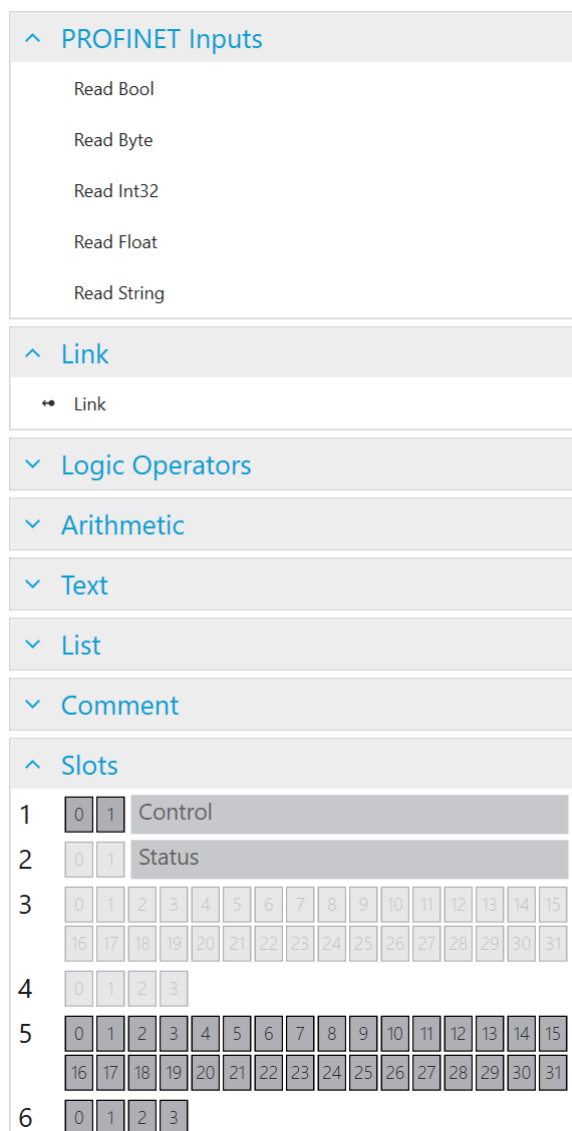 PROFINET Inputs
Read Bool
Read Byte
Read Int32
Read Float
Read String
Link
Link
Logic Operators
Arithmetic
Text
List
Comment
Slots
1 0 1 Control
2 0 1 Status
3 0 1 2 3 4 5 6 7 8 9 10 11 12 13 14 15
16 17 18 19 20 21 22 23 24 25 26 27 28 29 30 31
4 0 1 2 3
5 0 1 2 3 4 5 6 7 8 9 10 11 12 13 14 15
16 17 18 19 20 21 22 23 24 25 26 27 28 29 30 31
6 0 1 2 3